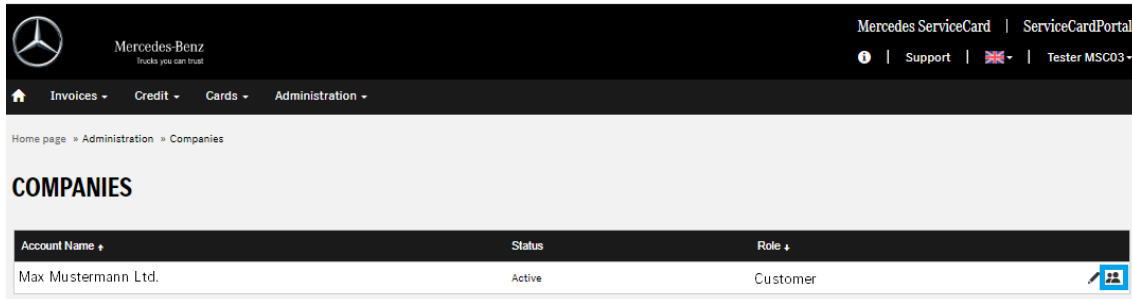 Mercedes ServiceCard | ServiceCardPortal
Mercedes-Benz
Trucks you can trust
Support | | Tester MSC03
Invoices Credit Cards Administration
Home page » Administration » Companies
COMPANIES
Account Name Status Role
Max Mustermann Ltd. Active Customer